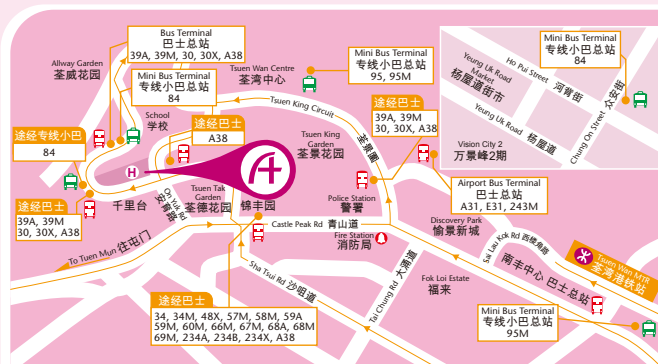 Bus Terminal
巴士总站
39A, 39M, 30, 30X, A38
Allway Garden
荃威花园
Mini Bus Terminal
专线小巴总站
84
School
学校
途经专线小巴
84
途经巴士
A38
H
途经巴士
39A, 39M
30, 30X, A38
千里台
On Yuk Rd
安育路
Tsuen Tak
Garden
荃德花园
锦丰园
Tsuen Wan Centre
荃湾中心
Mini Bus Terminal
专线小巴总站
95, 95M
Tsuen King Circuit
荃景围
Tsuen King
Garden
荃景花园
途经巴士
39A, 39M
30, 30X, A38
Police Station
警署
Castle Peak Rd 青山道
Fire Station
消防局
To Tuen Mun 往屯门
Sha Tsui Rd 沙咀道
Tai Chung Rd 大涌道
途经巴士
34, 34M, 48X, 57M, 58M, 59A
59M, 60M, 66M, 67M, 68A, 68M
69M, 234A, 234B, 234X, A38
Yeung Uk Road
Market
杨屋道街市
Ho Pui Street 河背街
Yeung Uk Road 杨屋道
Chung On Street 众安街
Vision City 2
万景峰2期
Mini Bus Terminal
专线小巴总站
84
Airport Bus Terminal
巴士总站
A31, E31, 243M
Discovery Park
愉景新城
Sai Lau Kok Rd 西楼角路
Tsuen Wan MTR
荃湾港铁站
南丰中心 巴士总站
Fok Loi Estate
福来
Mini Bus Terminal
专线小巴总站
95M